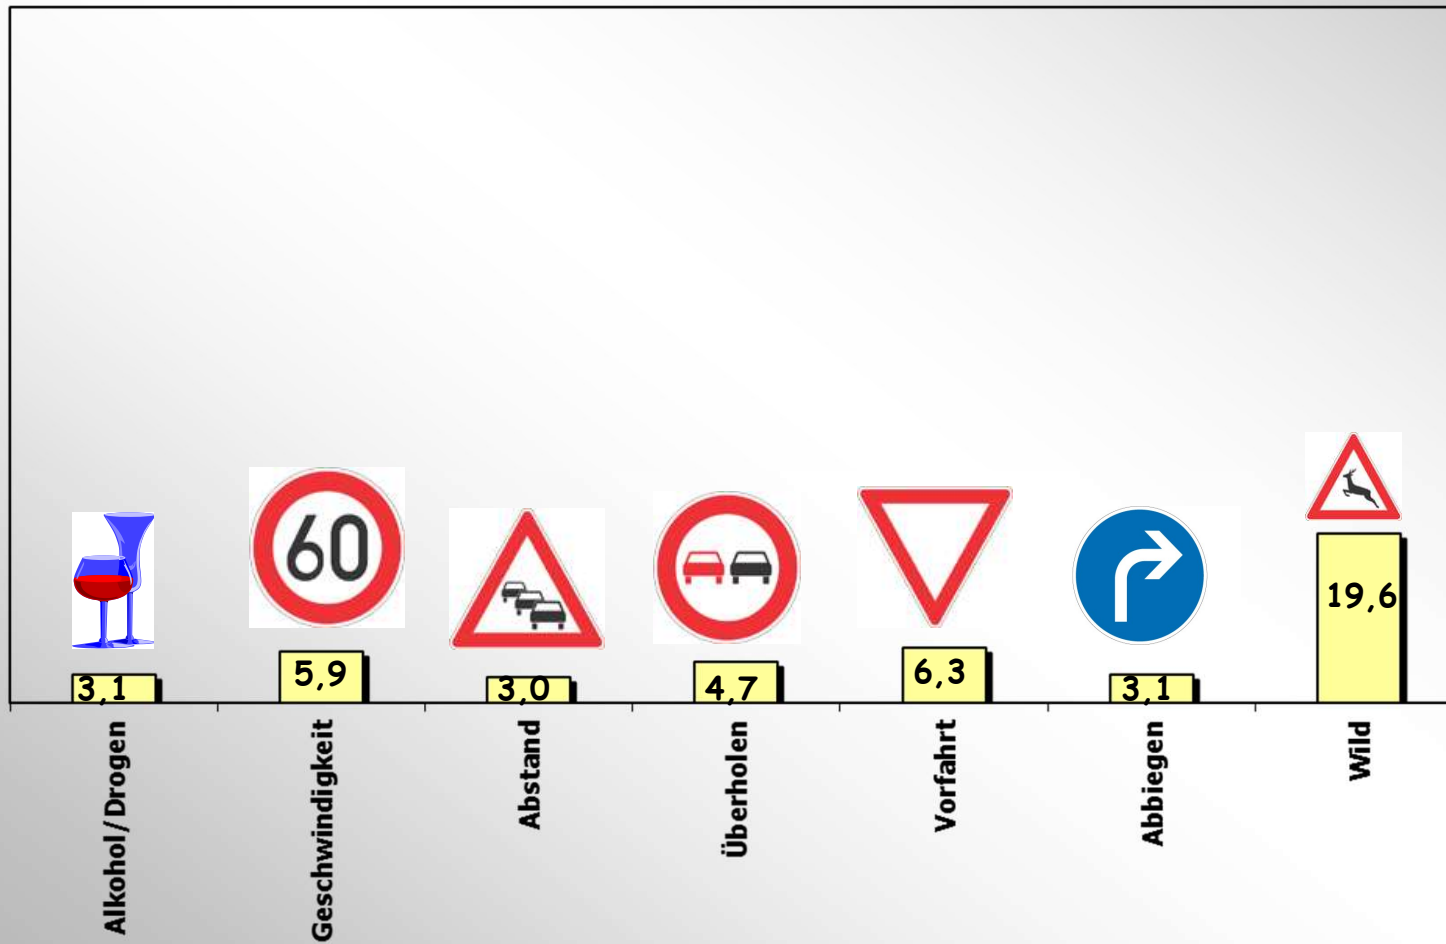 60
19,6
3,1
5,9
3,0
4,7
6,3
3,1
Alkohol/Drogen
Geschwindigkeit
Abstand
Überholen
Vorfahrt
Abbiegen
Wild